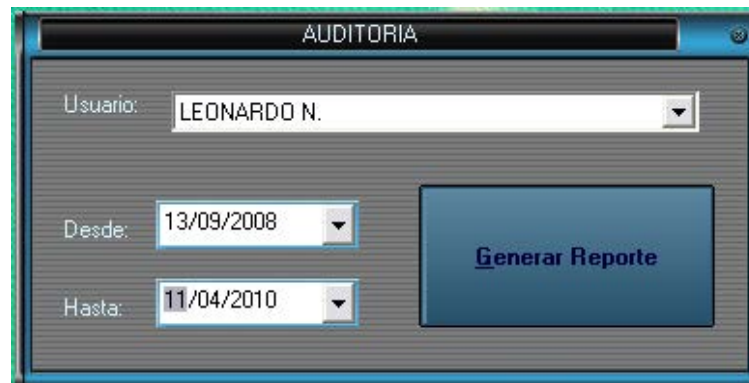 AUDITORIA
Usuario: LEONARDO N.
Desde: 13/09/2008
Generar Reporte
Hasta: 11/04/2010